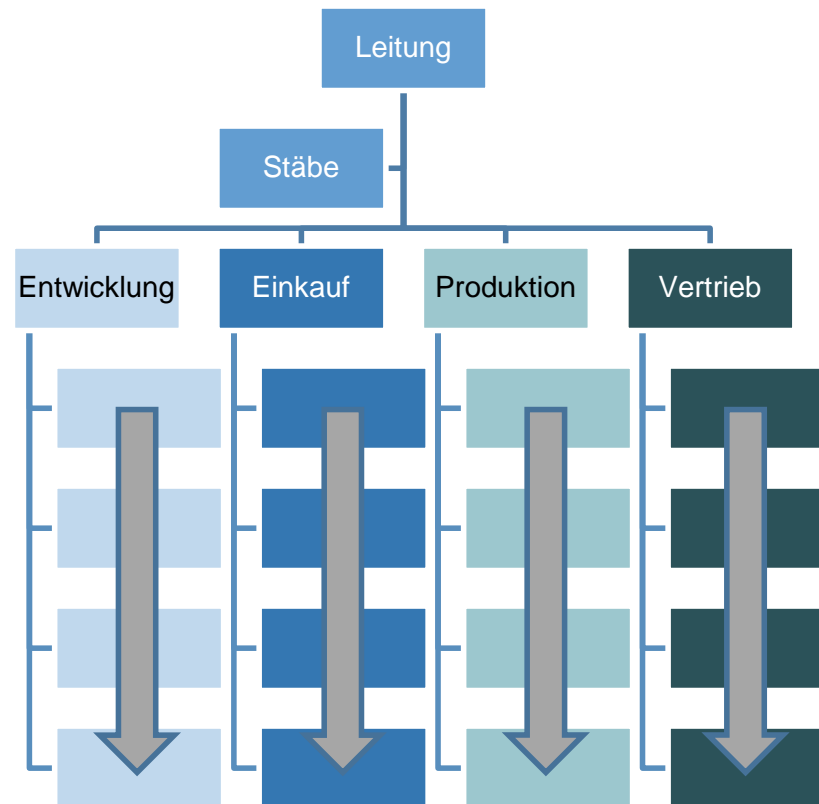 Leitung
Stäbe
Entwicklung
Einkauf
Produktion
Vertrieb